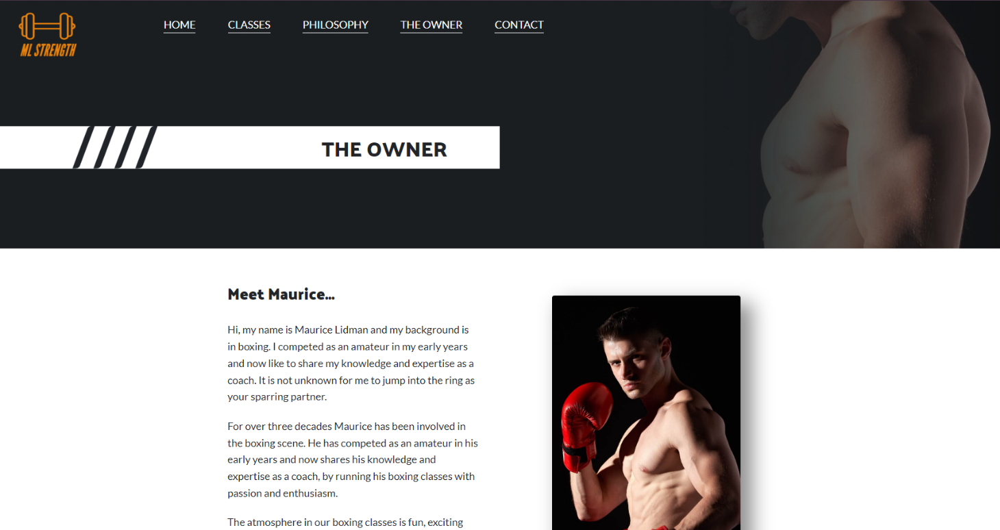 ML STRENGTH
HOME CLASSES PHILOSOPHY THE OWNER CONTACT
THE OWNER
Meet Maurice...
Hi, my name is Maurice Lidman and my background is
in boxing. I competed as an amateur in my early years
and now like to share my knowledge and expertise as a
coach. It is not unknown for me to jump into the ring as
your sparring partner.
For over three decades Maurice has been involved in
the boxing scene. He has competed as an amateur in his
early years and now shares his knowledge and
expertise as a coach, by running his boxing classes with
passion and enthusiasm.
The atmosphere in our boxing classes is fun, exciting